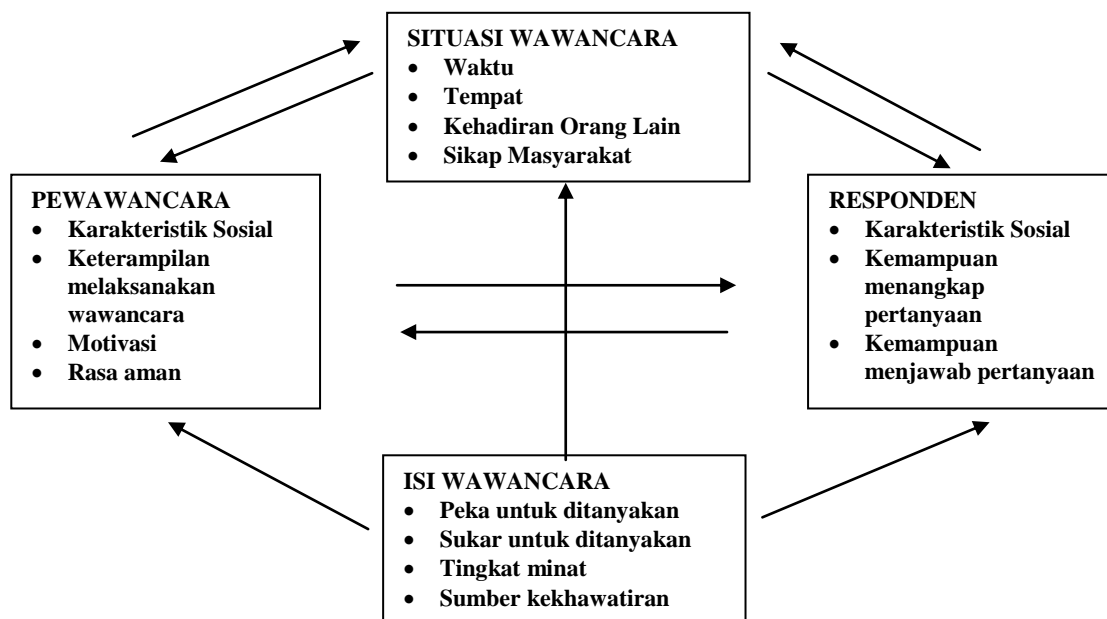 SITUASI WAWANCARA
• Waktu
• Tempat
• Kehadiran Orang Lain
• Sikap Masyarakat
PEWAWANCARA
• Karakteristik Sosial
• Keterampilan
melaksanakan
wawancara
• Motivasi
• Rasa aman
RESPONDEN
• Karakteristik Sosial
• Kemampuan
menangkap
pertanyaan
• Kemampuan
menjawab pertanyaan
ISI WAWANCARA
• Peka untuk ditanyakan
• Sukar untuk ditanyakan
• Tingkat minat
• Sumber kekhawatiran